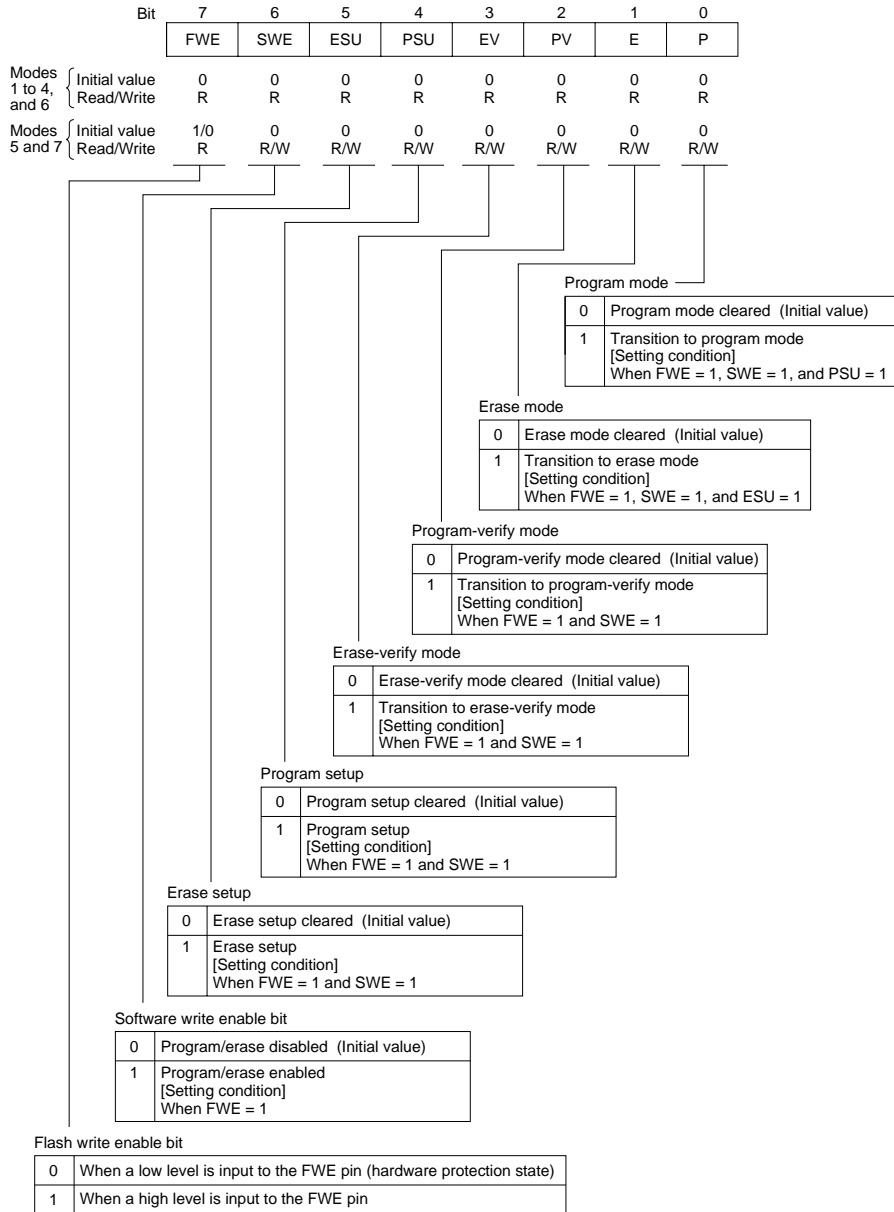 Bit 7 6 5 4 3 2 1 0
FWE SWE ESU PSU EV PV E P
Modes 1 to 4, and 6
Initial value 0 0 0 0 0 0 0 0
Read/Write R R R R R R R R
Modes 5 and 7
Initial value 1/0 0 0 0 0 0 0 0
Read/Write R R/W R/W R/W R/W R/W R/W R/W
Program mode
0 Program mode cleared (Initial value)
1 Transition to program mode
[Setting condition]
When FWE = 1, SWE = 1, and PSU = 1
Erase mode
0 Erase mode cleared (Initial value)
1 Transition to erase mode
[Setting condition]
When FWE = 1, SWE = 1, and ESU = 1
Program-verify mode
0 Program-verify mode cleared (Initial value)
1 Transition to program-verify mode
[Setting condition]
When FWE = 1 and SWE = 1
Erase-verify mode
0 Erase-verify mode cleared (Initial value)
1 Transition to erase-verify mode
[Setting condition]
When FWE = 1 and SWE = 1
Program setup
0 Program setup cleared (Initial value)
1 Program setup
[Setting condition]
When FWE = 1 and SWE = 1
Erase setup
0 Erase setup cleared (Initial value)
1 Erase setup
[Setting condition]
When FWE = 1 and SWE = 1
Software write enable bit
0 Program/erase disabled (Initial value)
1 Program/erase enabled
[Setting condition]
When FWE = 1
Flash write enable bit
0 When a low level is input to the FWE pin (hardware protection state)
1 When a high level is input to the FWE pin